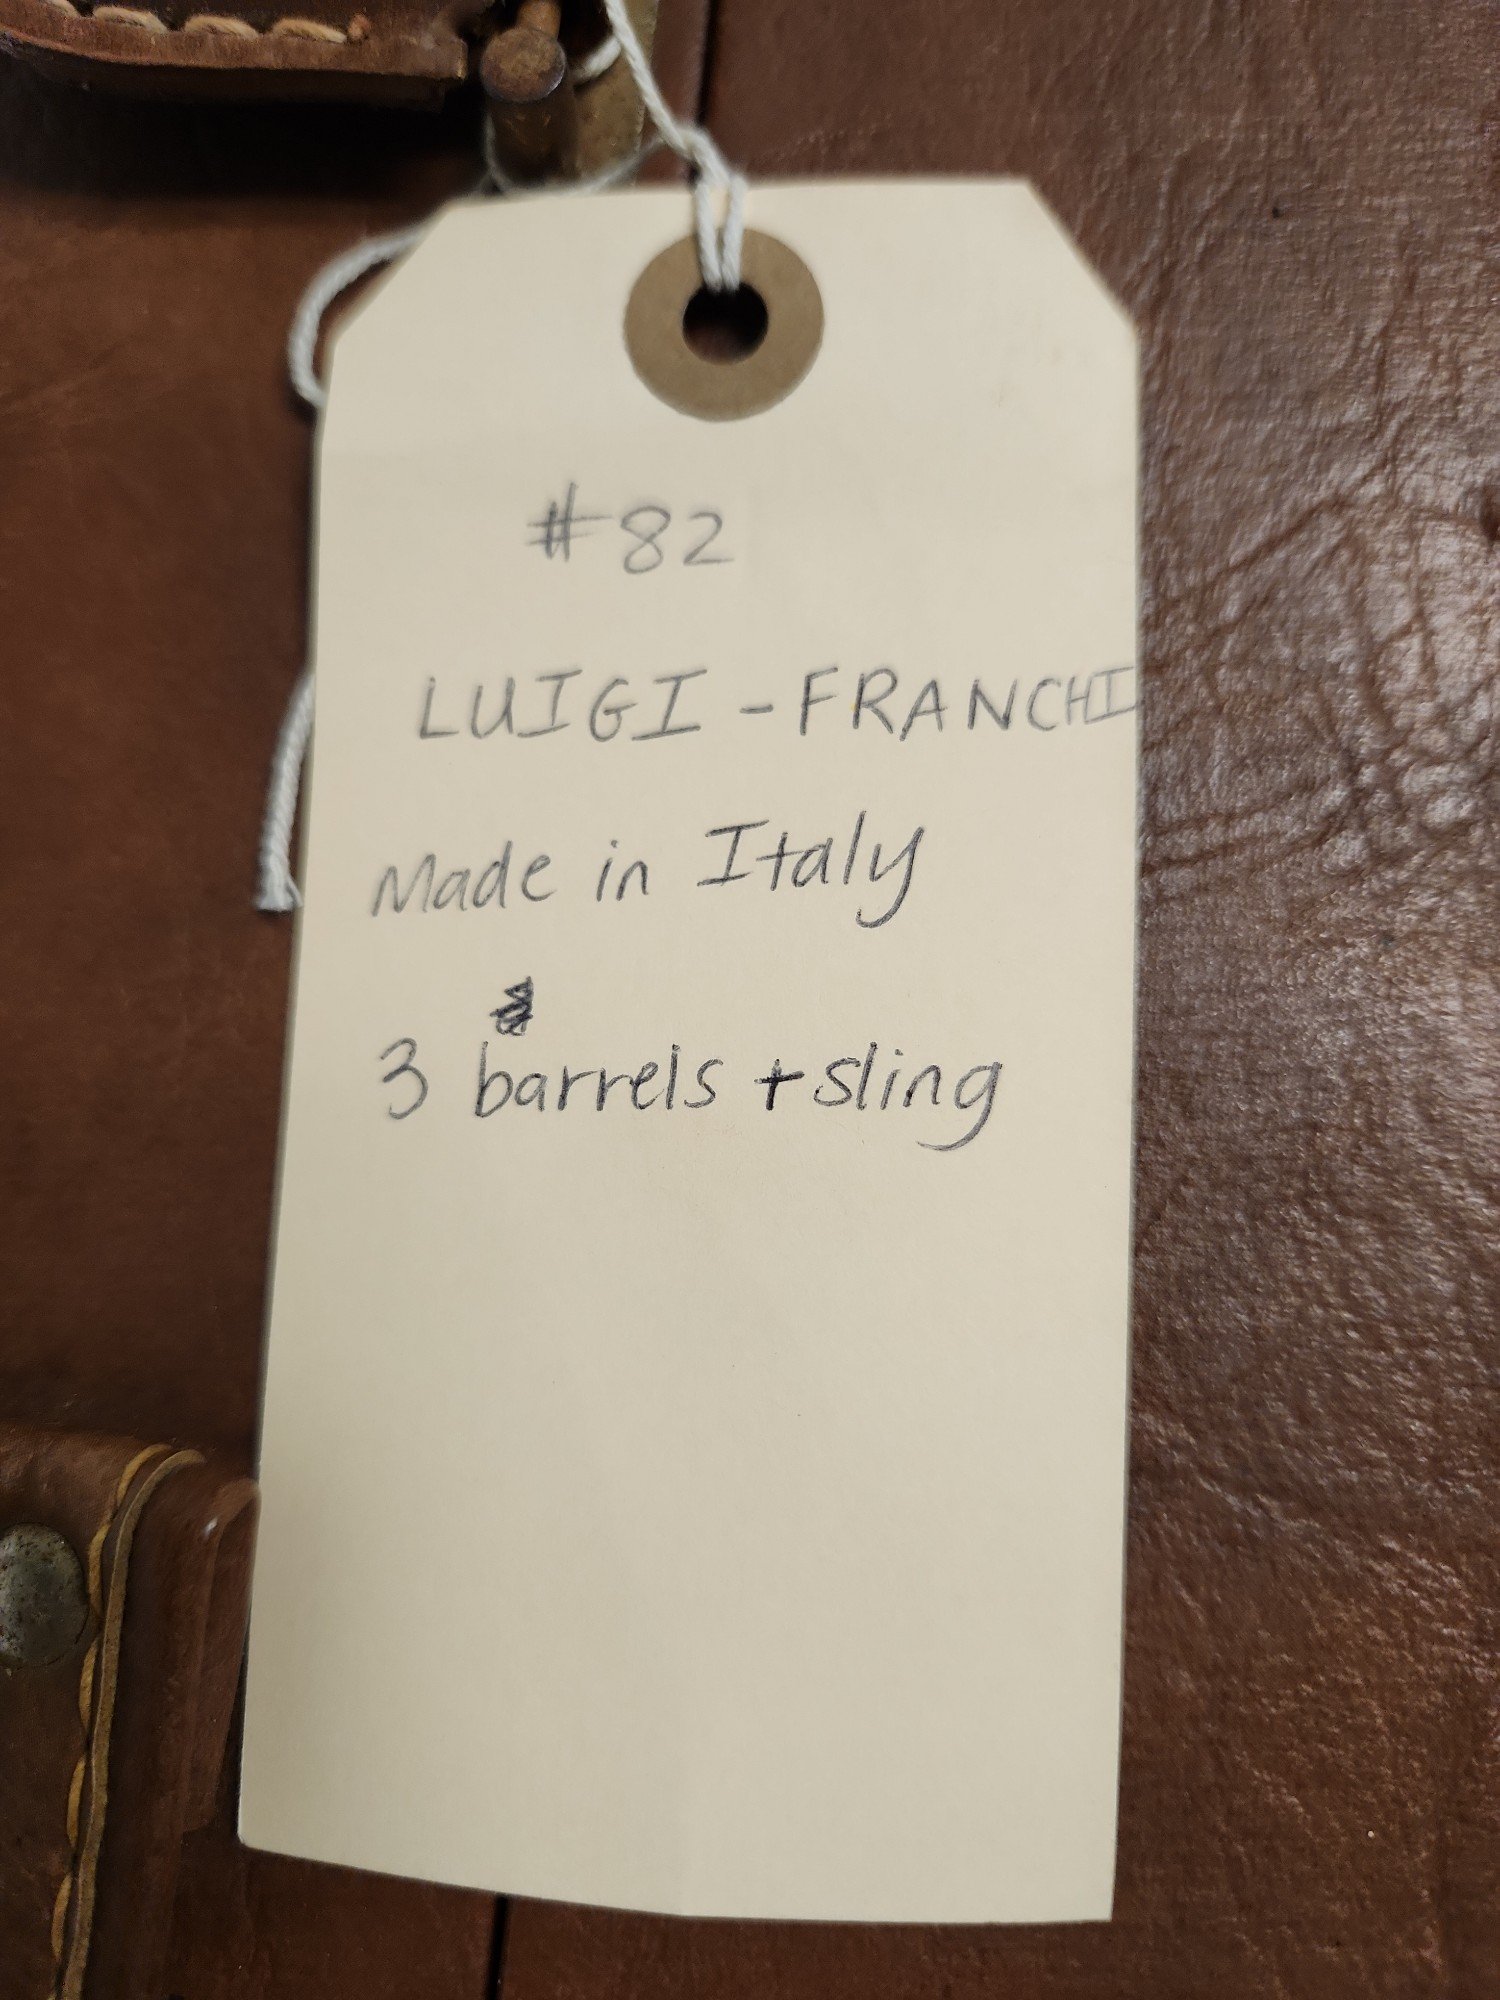 #82
LUIGI - FRANCHI
Made in Italy
3 barrels + sling